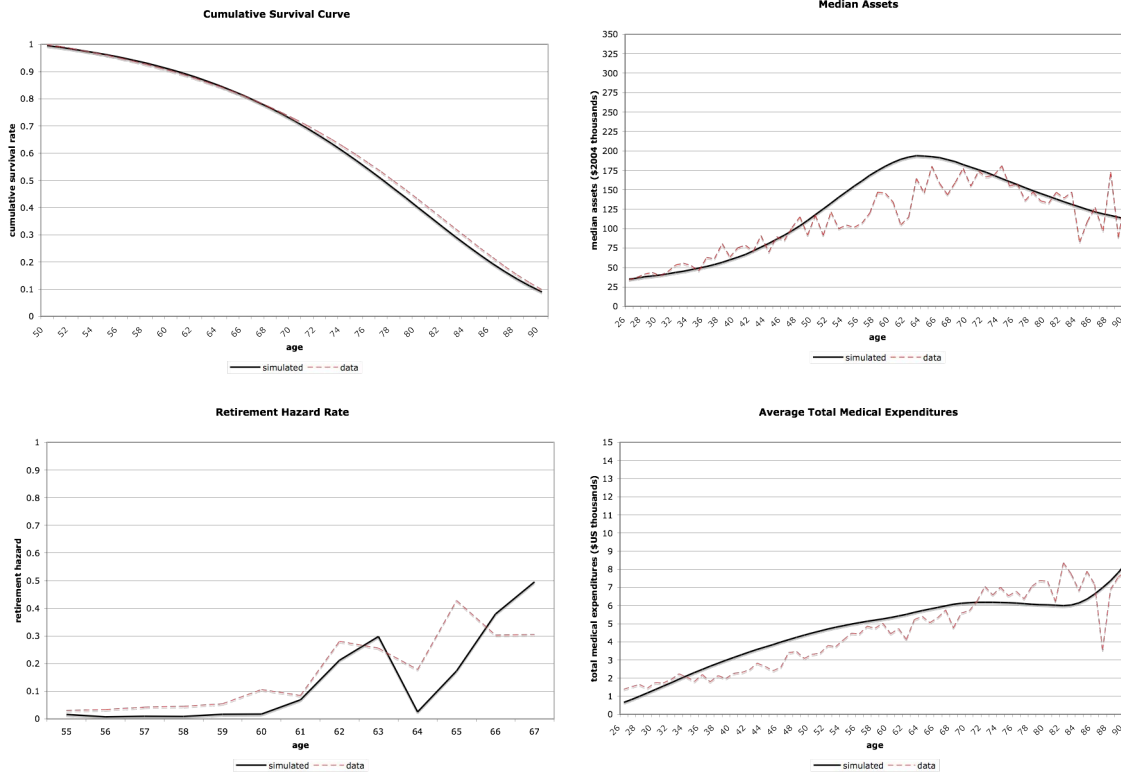 Cumulative Survival Curve
1
0.9
0.8
0.7
0.6
0.5
0.4
0.3
0.2
0.1
0
cumulative survival rate
50 52 54 56 58 60 62 64 66 68 70 72 74 76 78 80 82 84 86 88 90
age
simulated data
Median Assets
350
325
300
275
250
225
200
175
150
125
100
75
50
25
0
median assets ($2004 thousands)
26 28 30 32 34 36 38 40 42 44 46 48 50 52 54 56 58 60 62 64 66 68 70 72 74 76 78 80 82 84 86 88 90
age
simulated data
Retirement Hazard Rate
1
0.9
0.8
0.7
0.6
0.5
0.4
0.3
0.2
0.1
0
retirement hazard
55 56 57 58 59 60 61 62 63 64 65 66 67
age
simulated data
Average Total Medical Expenditures
15
14
13
12
11
10
9
8
7
6
5
4
3
2
1
0
total medical expenditures ($US thousands)
26 28 30 32 34 36 38 40 42 44 46 48 50 52 54 56 58 60 62 64 66 68 70 72 74 76 78 80 82 84 86 88 90
age
simulated data